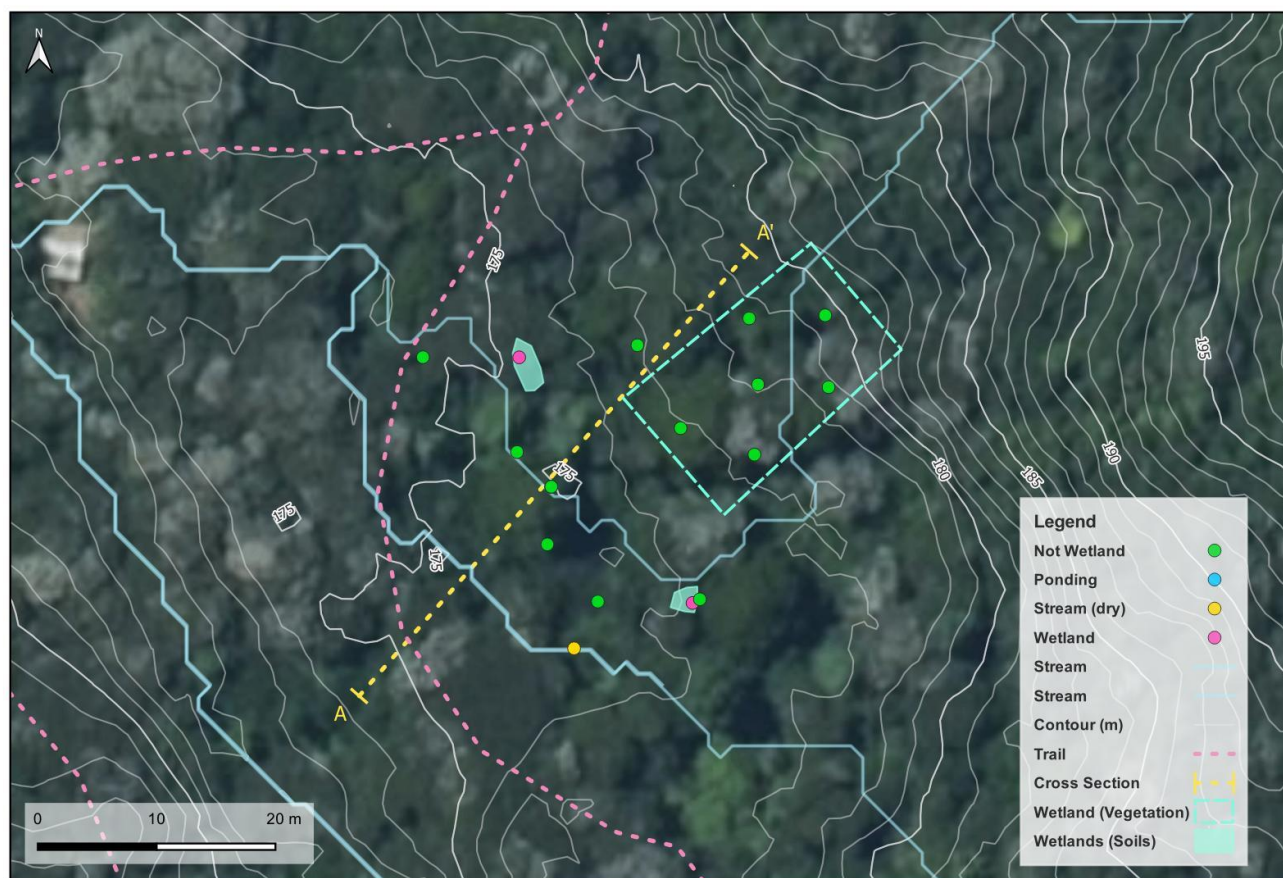 N
A'
175
195
175
190
180
185
175
175
A
Legend
Not Wetland
Ponding
Stream (dry)
Wetland
Stream
Stream
Contour (m)
Trail
Cross Section
Wetland (Vegetation)
Wetlands (Soils)
0 10 20 m